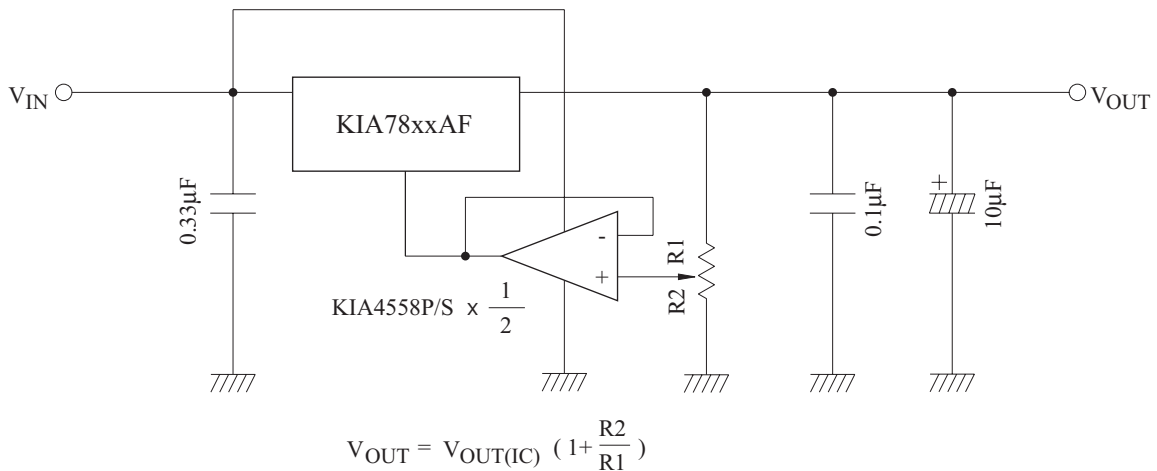 V_IN
KIA78xxAF
V_OUT
0.33μF
-
+
R1
R2
0.1μF
+
10μF
KIA4558P/S x 1/2
V_OUT = V_OUT(IC) ( 1+ R2/R1 )